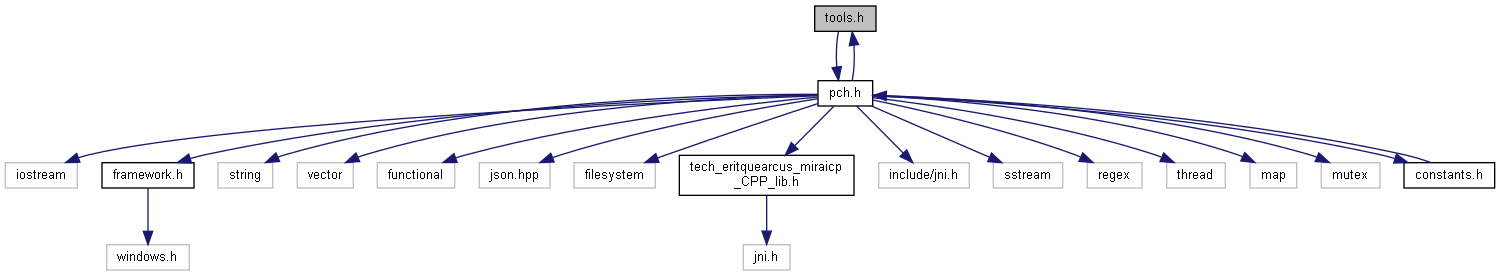 tools.h
pch.h
iostream
framework.h
string
vector
functional
json.hpp
filesystem
tech_eritquearcus_miraicp
_CPP_lib.h
include/jni.h
sstream
regex
thread
map
mutex
constants.h
windows.h
jni.h